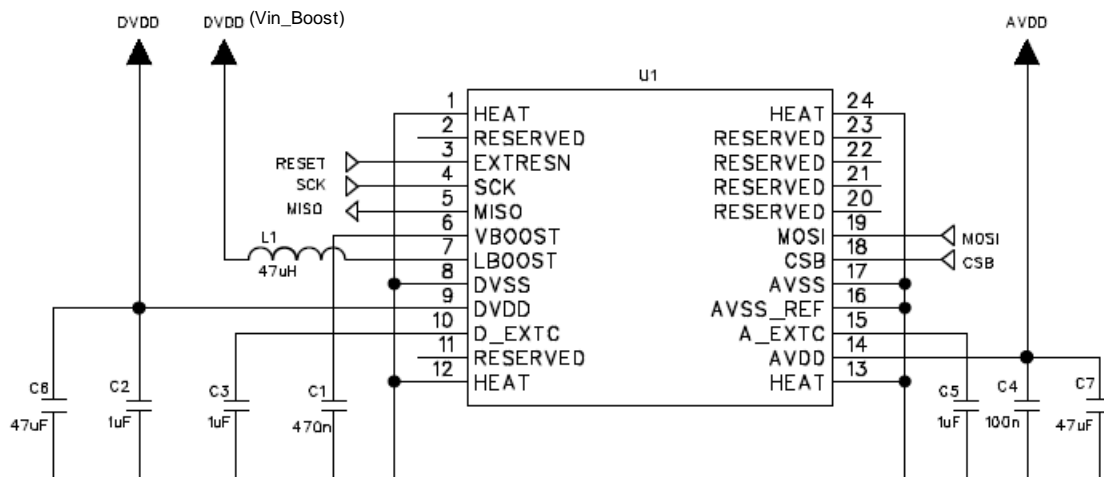 DVDD
DVDD (Vin_Boost)
AVDD
U1
1
HEAT
2
RESERVED
RESET
3
EXTRESN
SCK
4
SCK
MISO
5
MISO
6
VBOOST
L1
47uH
7
LBOOST
8
DVSS
9
DVDD
10
D_EXTC
11
RESERVED
12
HEAT
24
HEAT
23
RESERVED
22
RESERVED
21
RESERVED
20
RESERVED
19
MOSI
MOSI
18
CSB
CSB
17
AVSS
16
AVSS_REF
15
A_EXTC
14
AVDD
13
HEAT
C6
47uF
C2
1uF
C3
1uF
C1
470n
C5
1uF
C4
100n
C7
47uF